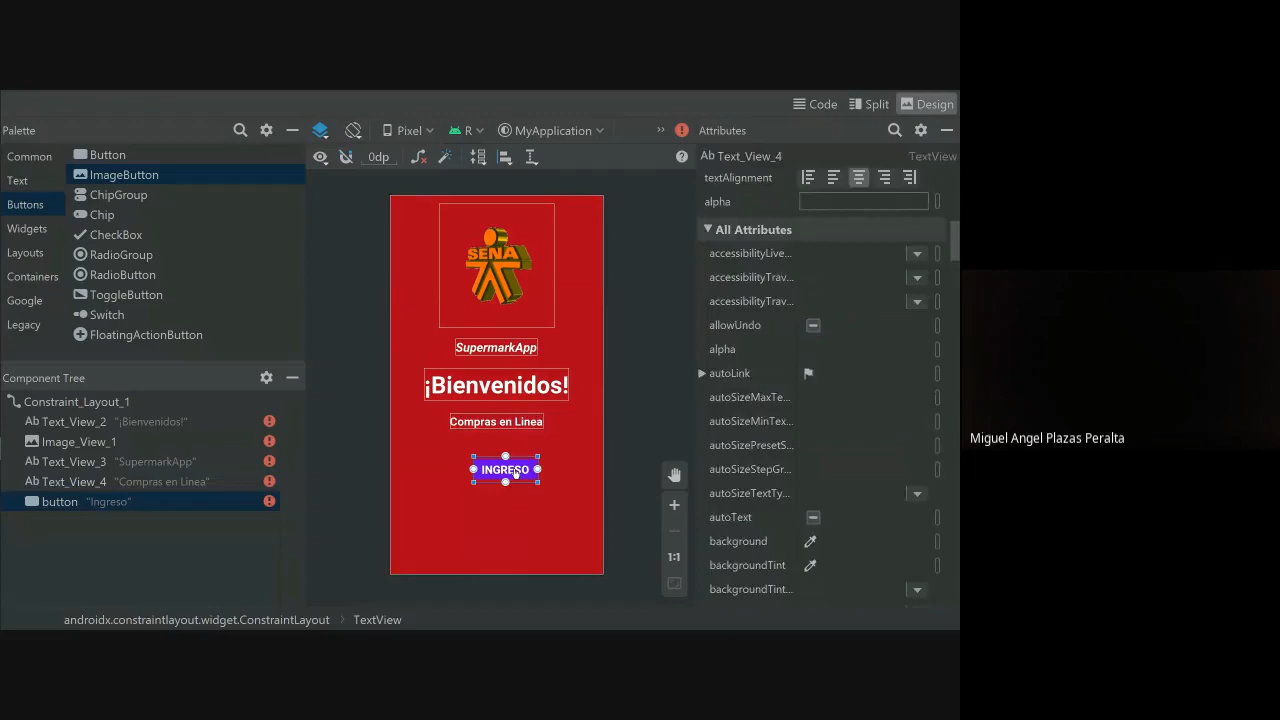 Code Split Design
Palette
Pixel R MyApplication » Attributes
Common
Text
Buttons
Widgets
Layouts
Containers
Google
Legacy
Button
ImageButton
ChipGroup
Chip
CheckBox
RadioGroup
RadioButton
ToggleButton
Switch
FloatingActionButton
0dp
Component Tree
Constraint_Layout_1
Ab Text_View_2 "¡Bienvenidos!"
Image_View_1
Ab Text_View_3 "SupermarkApp"
Ab Text_View_4 "Compras en Linea"
button "Ingreso"
SENA
SupermarkApp
¡Bienvenidos!
Compras en Linea
INGRESO
1:1
Ab Text_View_4 TextView
textAlignment
alpha
All Attributes
accessibilityLive...
accessibilityTrav...
accessibilityTrav...
allowUndo
alpha
autoLink
autoSizeMaxTe...
autoSizeMinTex...
autoSizePresetS...
autoSizeStepGr...
autoSizeTextTy...
autoText
background
backgroundTint
backgroundTint...
androidx.constraintlayout.widget.ConstraintLayout > TextView
Miguel Angel Plazas Peralta